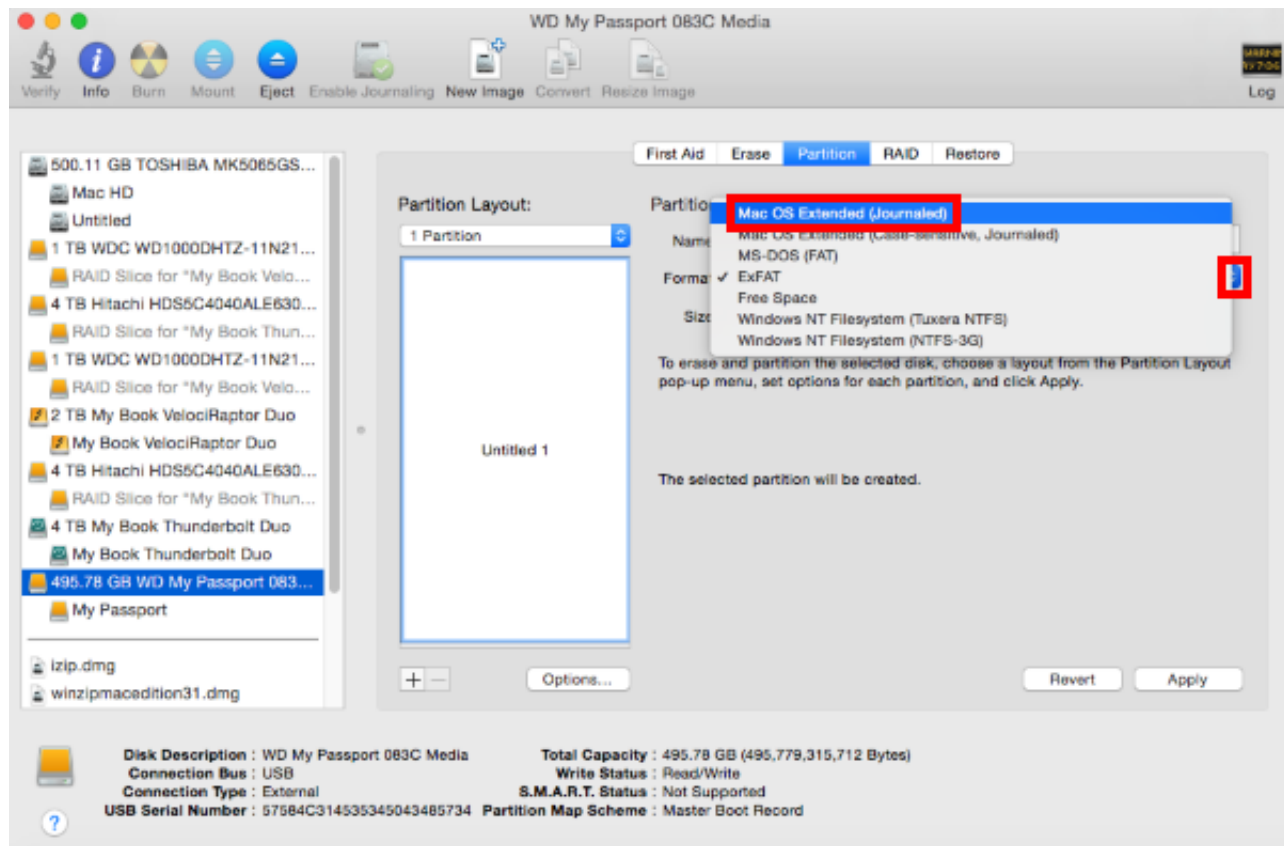 WD My Passport 083C Media
Verify Info Burn Mount Eject Enable Journaling New Image Convert Resize Image Log
First Aid Erase Partition RAID Restore
500.11 GB TOSHIBA MK5065GS...
Mac HD
Untitled
1 TB WDC WD1000DHTZ-11N21...
RAID Slice for "My Book Velo...
4 TB Hitachi HDS5C4040ALE630...
RAID Slice for "My Book Thun...
1 TB WDC WD1000DHTZ-11N21...
RAID Slice for "My Book Velo...
2 TB My Book VelociRaptor Duo
My Book VelociRaptor Duo
4 TB Hitachi HDS5C4040ALE630...
RAID Slice for "My Book Thun...
4 TB My Book Thunderbolt Duo
My Book Thunderbolt Duo
495.78 GB WD My Passport 083...
My Passport
izip.dmg
winzipmacedition31.dmg
Partition Layout:
1 Partition
Untitled 1
+ −
Options...
Partitio
Name
Forma
Size
Mac OS Extended (Journaled)
Mac OS Extended (Case-sensitive, Journaled)
MS-DOS (FAT)
✓ ExFAT
Free Space
Windows NT Filesystem (Tuxera NTFS)
Windows NT Filesystem (NTFS-3G)
To erase and partition the selected disk, choose a layout from the Partition Layout
pop-up menu, set options for each partition, and click Apply.
The selected partition will be created.
Revert Apply
Disk Description : WD My Passport 083C Media
Connection Bus : USB
Connection Type : External
USB Serial Number : 57584C314535345043485734
Total Capacity : 495.78 GB (495,779,315,712 Bytes)
Write Status : Read/Write
S.M.A.R.T. Status : Not Supported
Partition Map Scheme : Master Boot Record
?